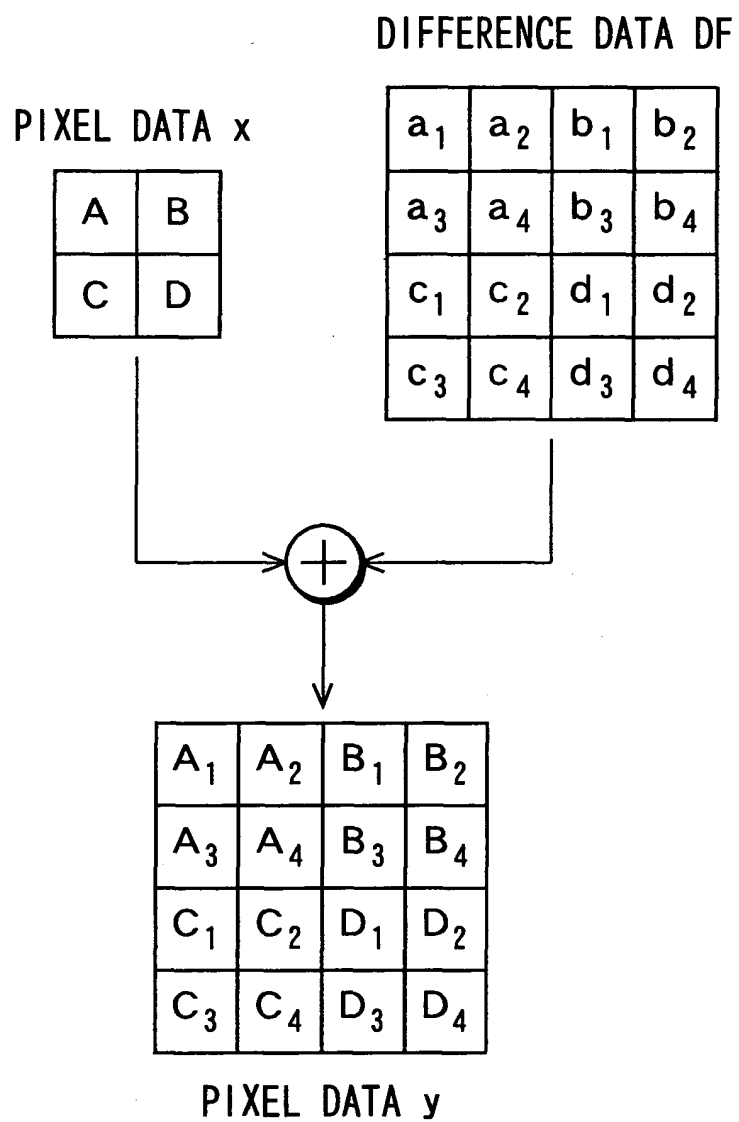 DIFFERENCE DATA DF
a₁ a₂ b₁ b₂
a₃ a₄ b₃ b₄
c₁ c₂ d₁ d₂
c₃ c₄ d₃ d₄
PIXEL DATA x
A B
C D
+
A₁ A₂ B₁ B₂
A₃ A₄ B₃ B₄
C₁ C₂ D₁ D₂
C₃ C₄ D₃ D₄
PIXEL DATA y